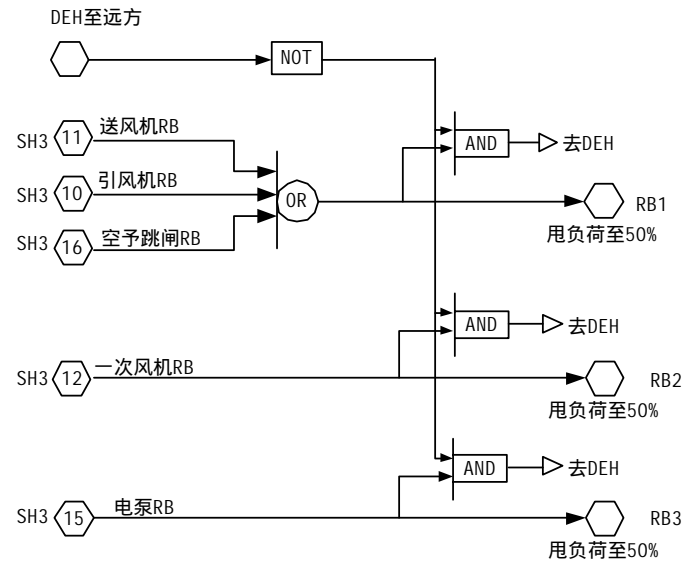 DEH至远方
NOT
SH3 11 送风机RB
AND 去DEH
SH3 10 引风机RB
OR
RB1
甩负荷至50%
SH3 16 空予跳闸RB
AND 去DEH
SH3 12 一次风机RB
RB2
甩负荷至50%
AND 去DEH
SH3 15 电泵RB
RB3
甩负荷至50%